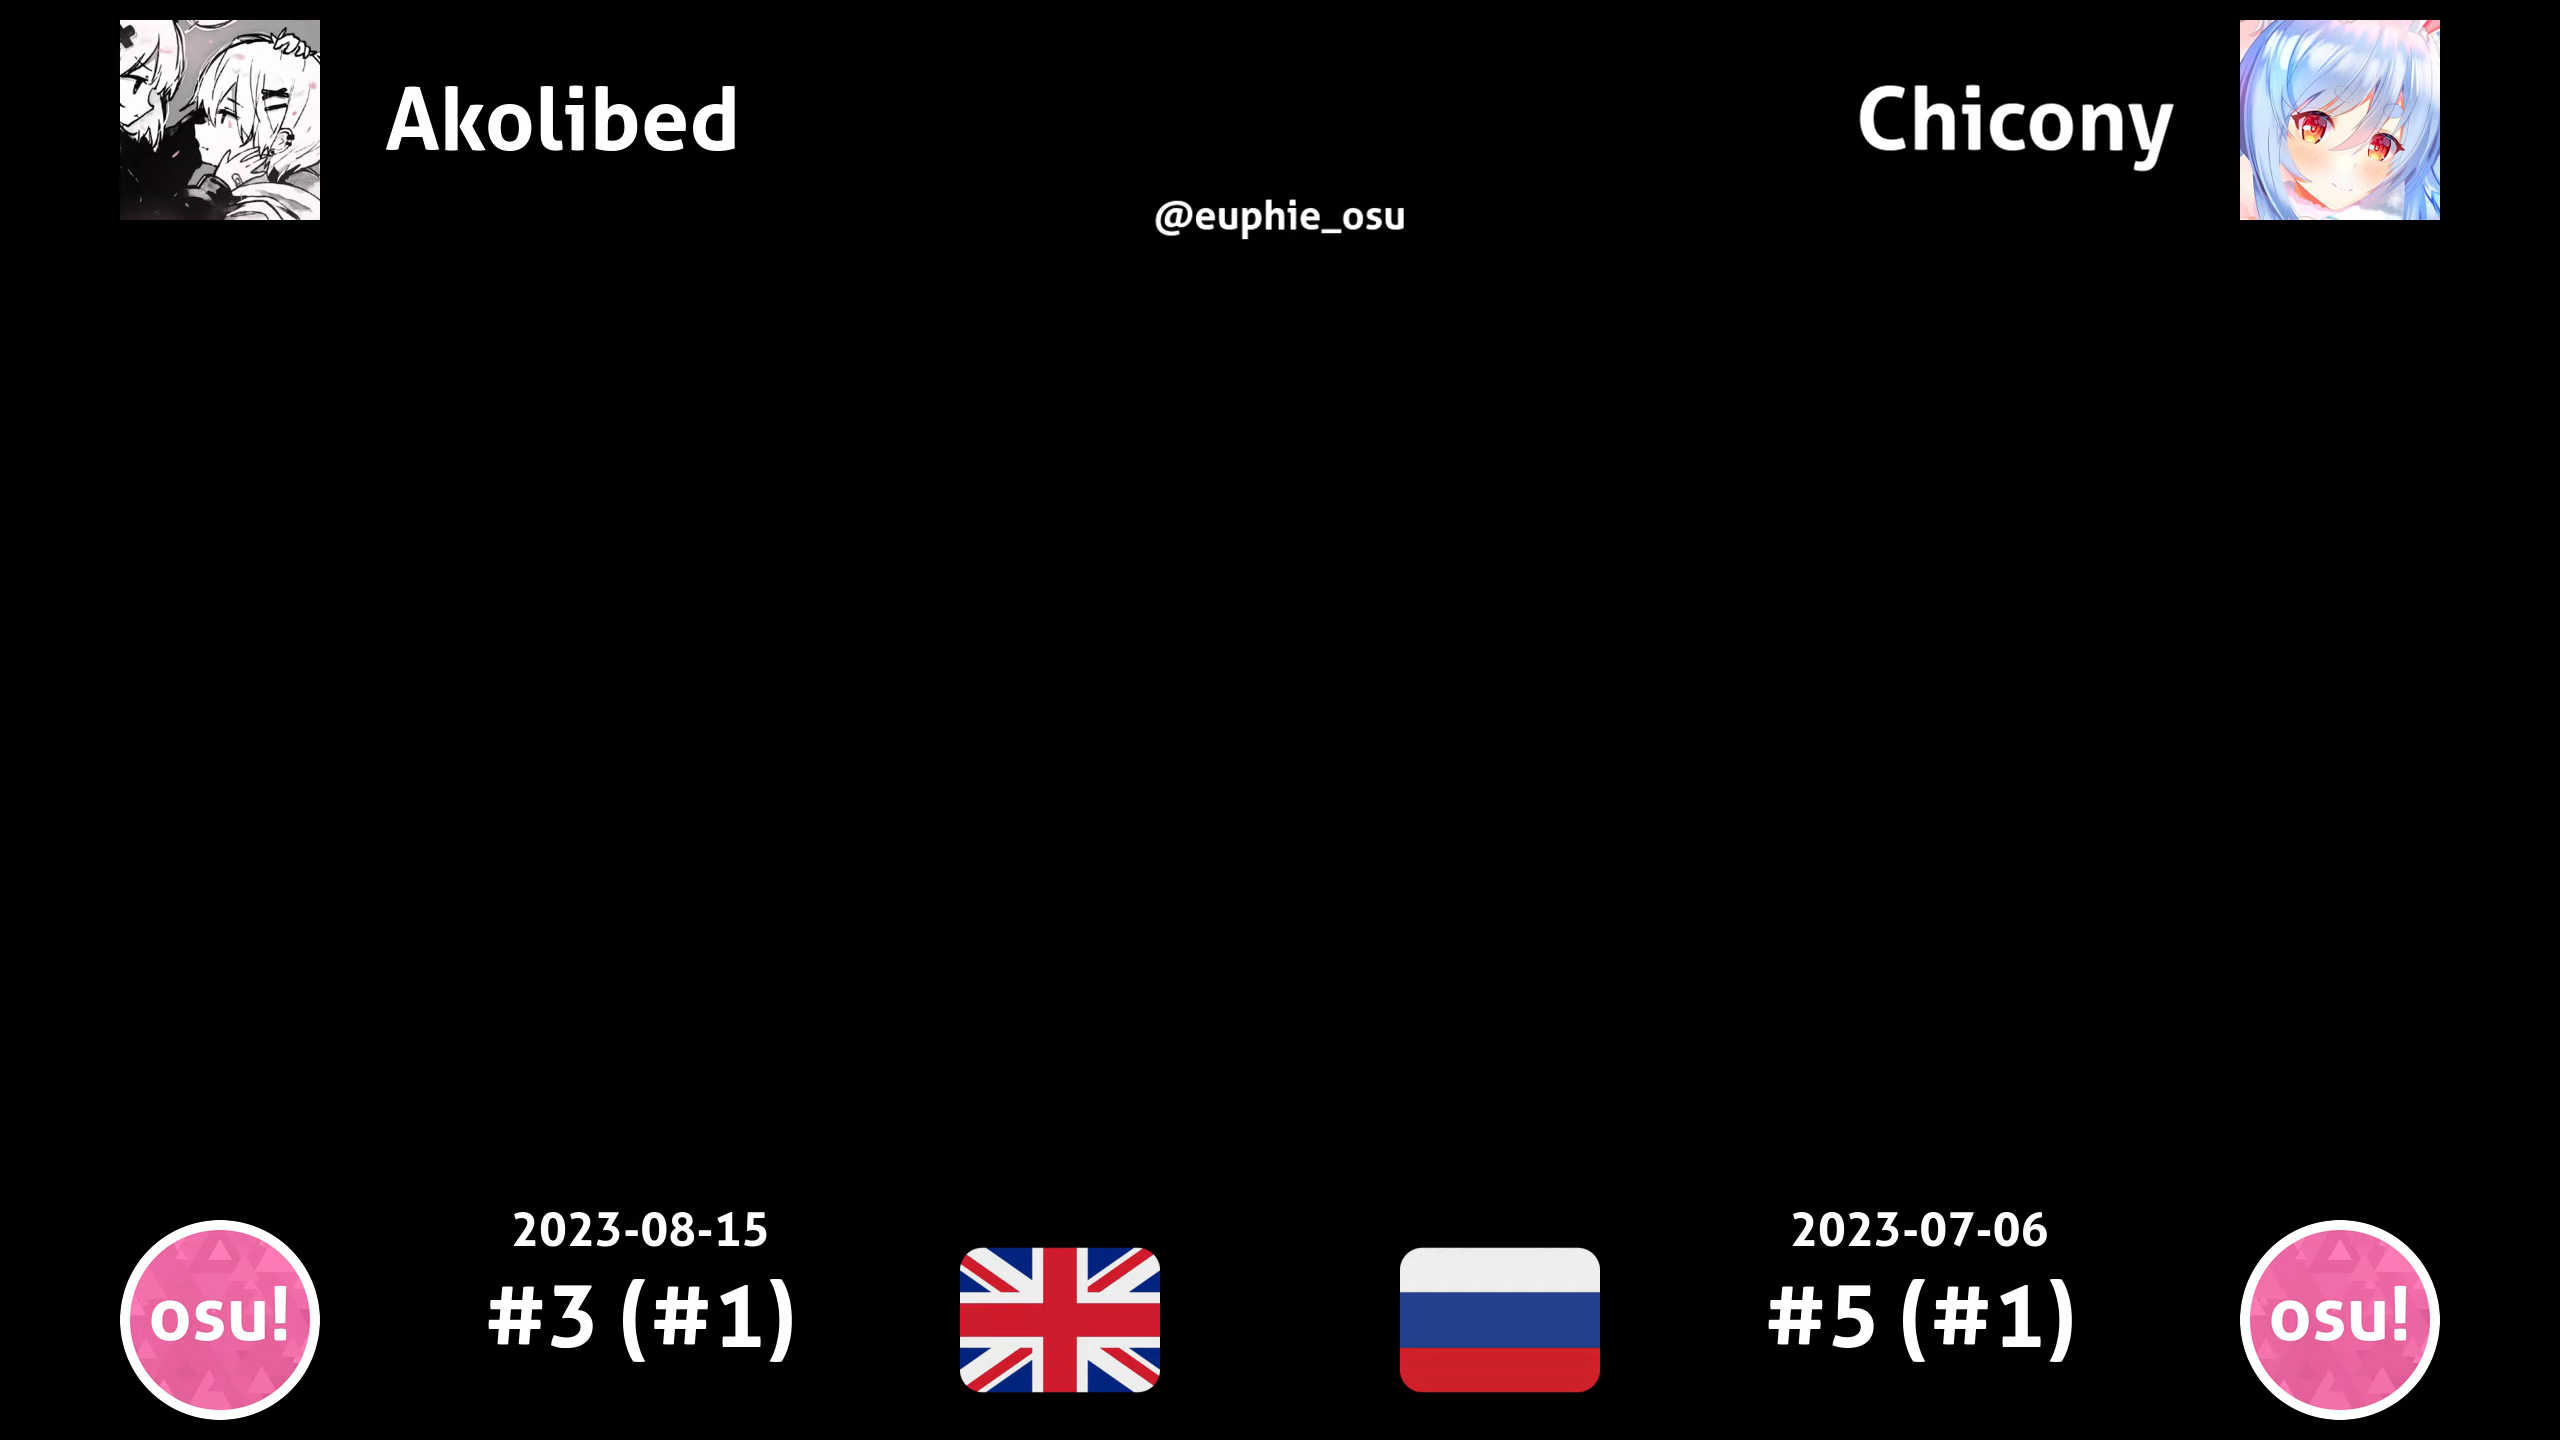 Akolibed
Chicony
@euphie_osu
2023-08-15
#3 (#1)
2023-07-06
#5 (#1)
osu!
osu!